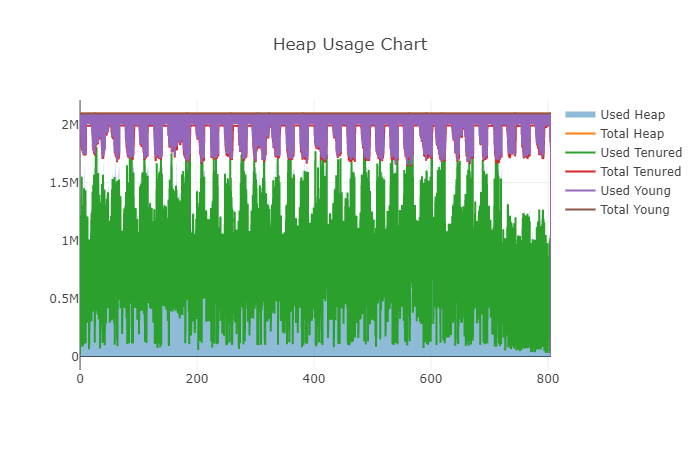 Heap Usage Chart
2M
1.5M
1M
0.5M
0
0
200
400
600
800
Used Heap
Total Heap
Used Tenured
Total Tenured
Used Young
Total Young